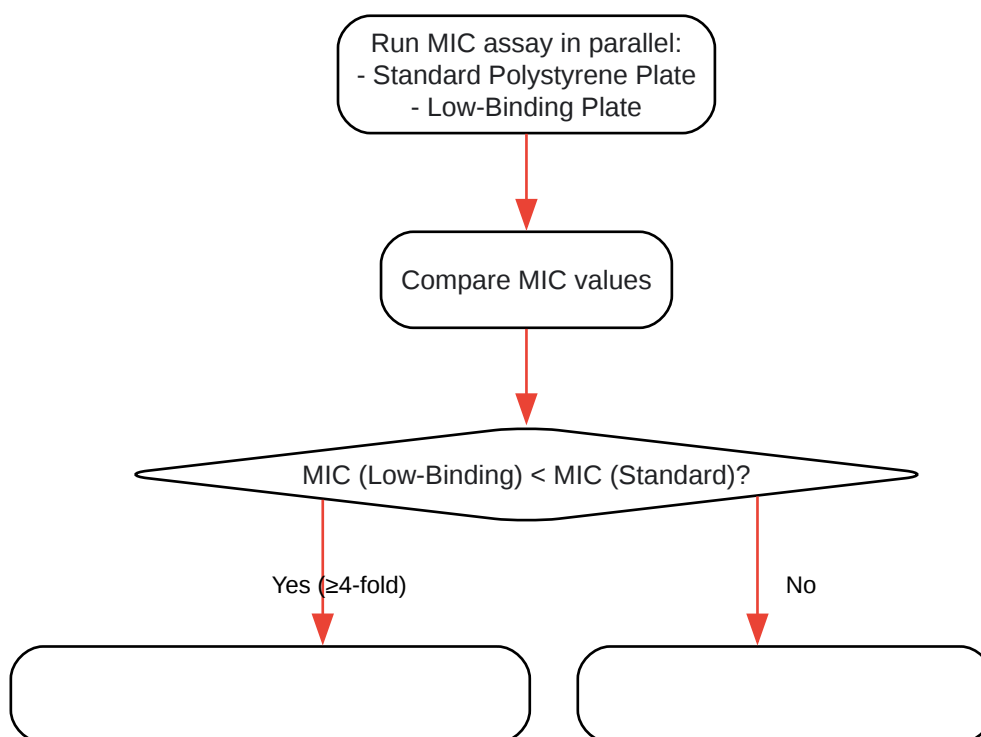 Run MIC assay in parallel:
- Standard Polystyrene Plate
- Low-Binding Plate
Compare MIC values
MIC (Low-Binding) < MIC (Standard)?
Yes (≥4-fold)
No